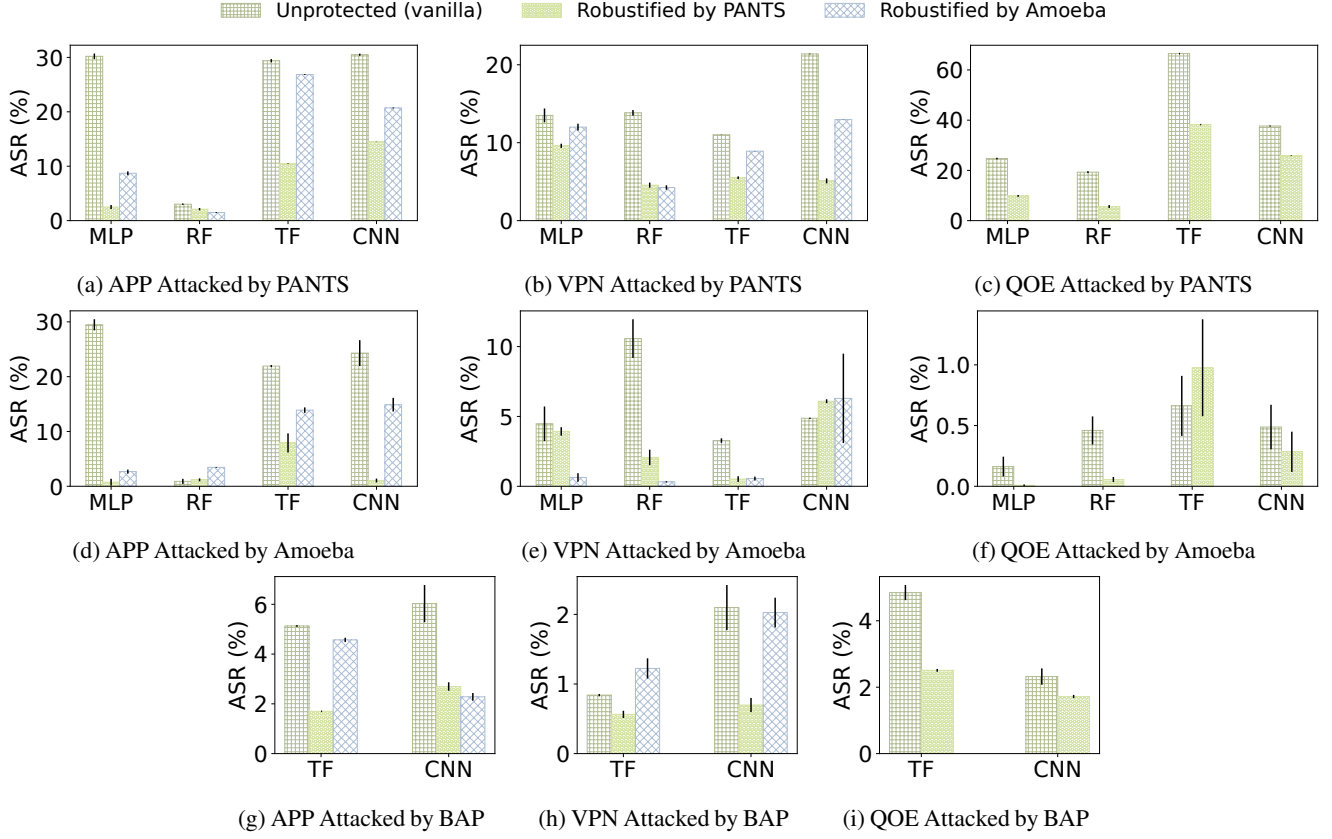 Unprotected (vanilla) Robustified by PANTS Robustified by Amoeba
ASR (%)
30
20
10
0
MLP RF TF CNN
(a) APP Attacked by PANTS
ASR (%)
20
10
0
MLP RF TF CNN
(b) VPN Attacked by PANTS
ASR (%)
60
40
20
0
MLP RF TF CNN
(c) QOE Attacked by PANTS
ASR (%)
30
20
10
0
MLP RF TF CNN
(d) APP Attacked by Amoeba
ASR (%)
10
5
0
MLP RF TF CNN
(e) VPN Attacked by Amoeba
ASR (%)
1.0
0.5
0.0
MLP RF TF CNN
(f) QOE Attacked by Amoeba
ASR (%)
6
4
2
0
TF CNN
(g) APP Attacked by BAP
ASR (%)
2
1
0
TF CNN
(h) VPN Attacked by BAP
ASR (%)
4
2
0
TF CNN
(i) QOE Attacked by BAP